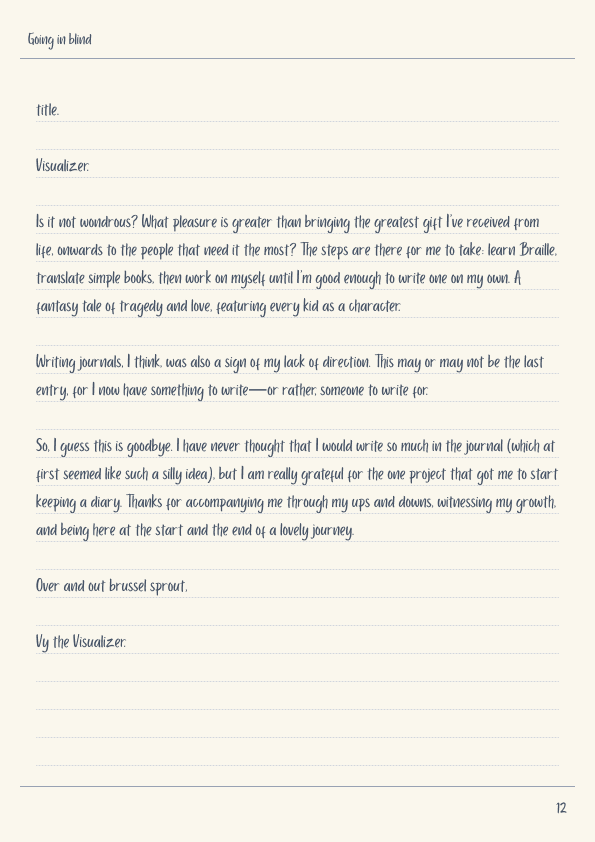 Going in blind
title.
Visualizer.
Is it not wondrous? What pleasure is greater than bringing the greatest gift I've received from
life, onwards to the people that need it the most? The steps are there for me to take: learn Braille,
translate simple books, then work on myself until I'm good enough to write one on my own. A
fantasy tale of tragedy and love, featuring every kid as a character.
Writing journals, I think, was also a sign of my lack of direction. This may or may not be the last
entry, for I now have something to write—or rather, someone to write for.
So, I guess this is goodbye. I have never thought that I would write so much in the journal (which at
first seemed like such a silly idea), but I am really grateful for the one project that got me to start
keeping a diary. Thanks for accompanying me through my ups and downs, witnessing my growth,
and being here at the start and the end of a lovely journey.
Over and out brussel sprout,
Vy the Visualizer.
12